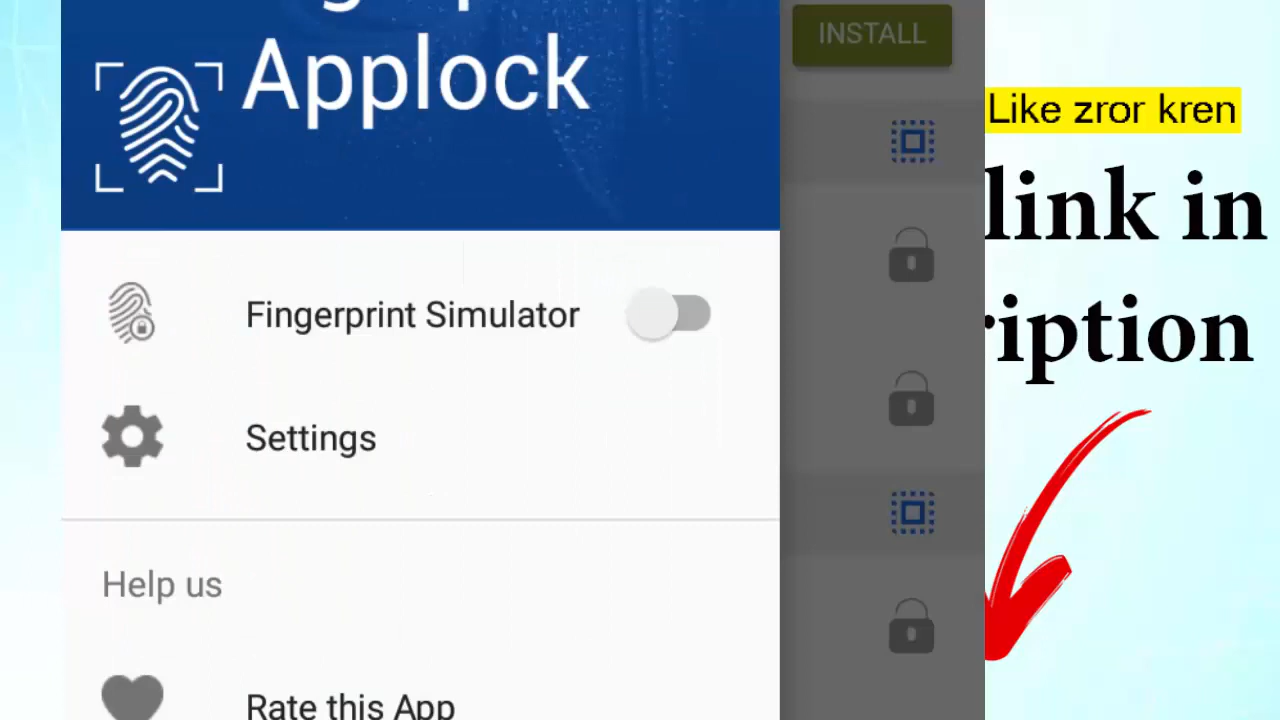 Applock
INSTALL
Like zror kren
link in
ription
Fingerprint Simulator
Settings
Help us
Rate this App